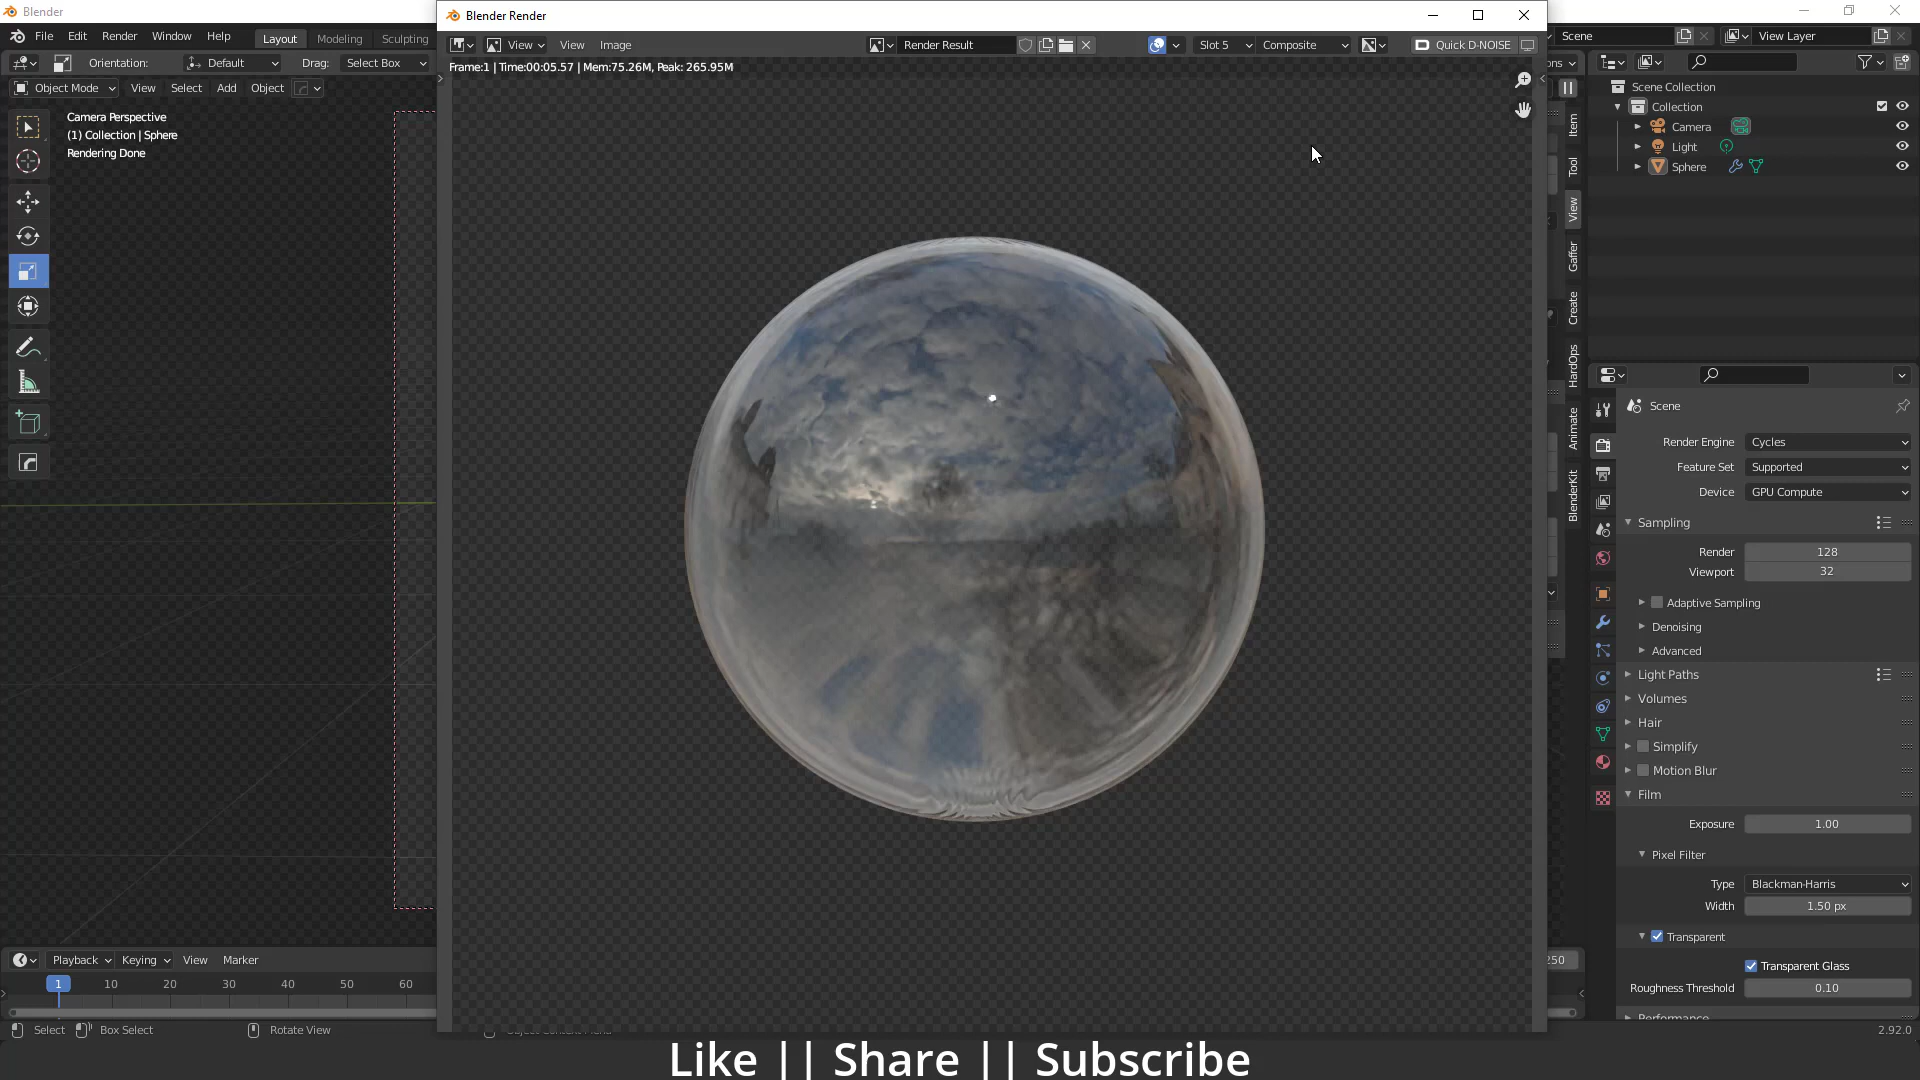 Blender
Blender Render
File Edit Render Window Help Layout Modeling Sculpting
View View Image Render Result Slot 5 Composite Quick D-NOISE
Scene View Layer
Orientation: Default Drag: Select Box
Frame:1 | Time:00:05.57 | Mem:75.26M, Peak: 265.95M
ons
Object Mode View Select Add Object
Scene Collection
Collection
Camera
Light
Sphere
Camera Perspective
(1) Collection | Sphere
Rendering Done
Item
Tool
View
Gaffer
Create
HardOps
Animate
BlenderKit
Scene
Render Engine Cycles
Feature Set Supported
Device GPU Compute
Sampling
Render 128
Viewport 32
Adaptive Sampling
Denoising
Advanced
Light Paths
Volumes
Hair
Simplify
Motion Blur
Film
Exposure 1.00
Pixel Filter
Type Blackman-Harris
Width 1.50 px
Transparent
Transparent Glass
Roughness Threshold 0.10
Performance
Playback Keying View Marker
250
1 10 20 30 40 50 60
Select Box Select Rotate View
2.92.0
Like || Share || Subscribe